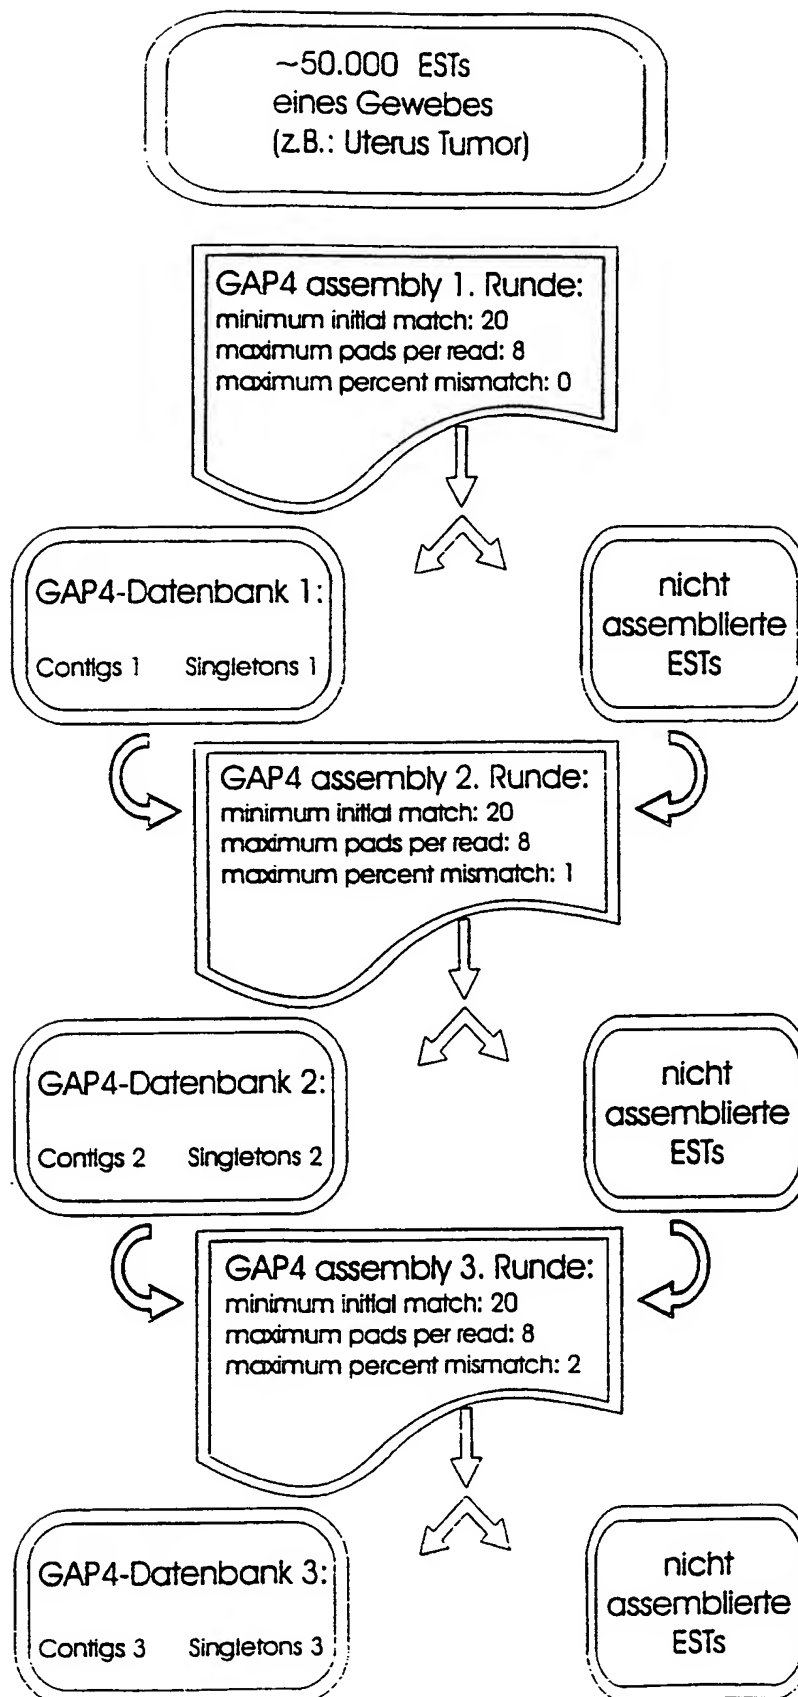 ~50.000 ESTs
eines Gewebes
(z.B.: Uterus Tumor)
GAP4 assembly 1. Runde:
minimum initial match: 20
maximum pads per read: 8
maximum percent mismatch: 0
GAP4-Datenbank 1:
Contigs 1 Singletons 1
nicht
assemblierte
ESTs
GAP4 assembly 2. Runde:
minimum initial match: 20
maximum pads per read: 8
maximum percent mismatch: 1
GAP4-Datenbank 2:
Contigs 2 Singletons 2
nicht
assemblierte
ESTs
GAP4 assembly 3. Runde:
minimum initial match: 20
maximum pads per read: 8
maximum percent mismatch: 2
GAP4-Datenbank 3:
Contigs 3 Singletons 3
nicht
assemblierte
ESTs